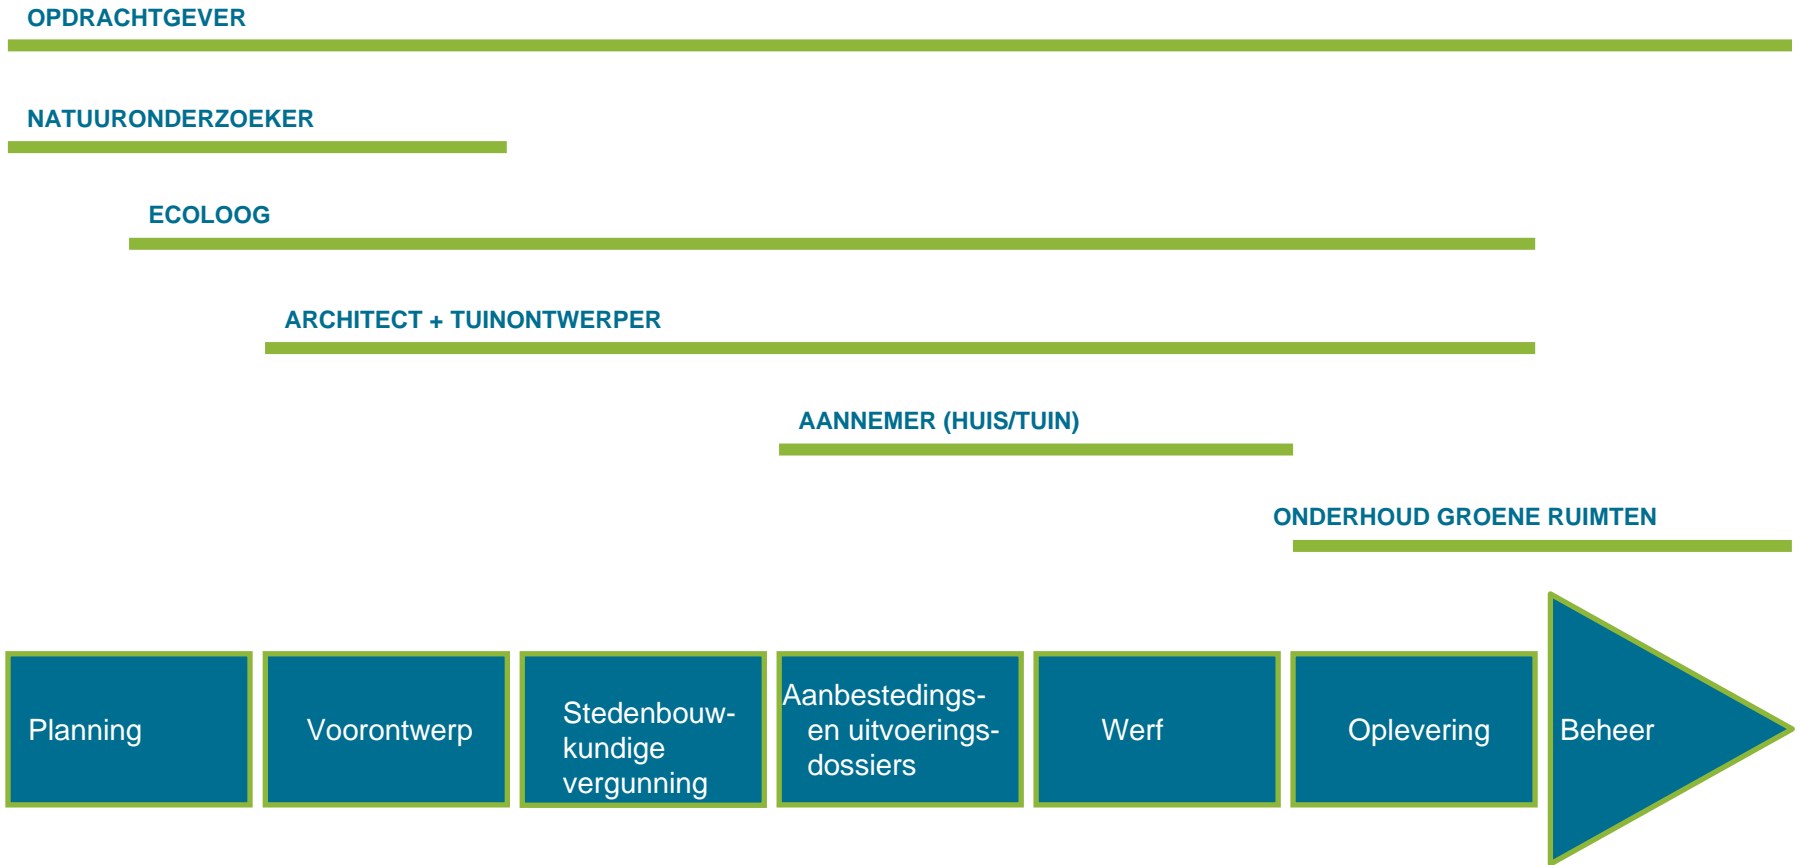 OPDRACHTGEVER
NATUURONDERZOEKER
ECOLOOG
ARCHITECT + TUINONTWERPER
AANNEMER (HUIS/TUIN)
ONDERHOUD GROENE RUIMTEN
Planning
Voorontwerp
Stedenbouw-
kundige
vergunning
Aanbestedings-
en uitvoerings-
dossiers
Werf
Oplevering
Beheer